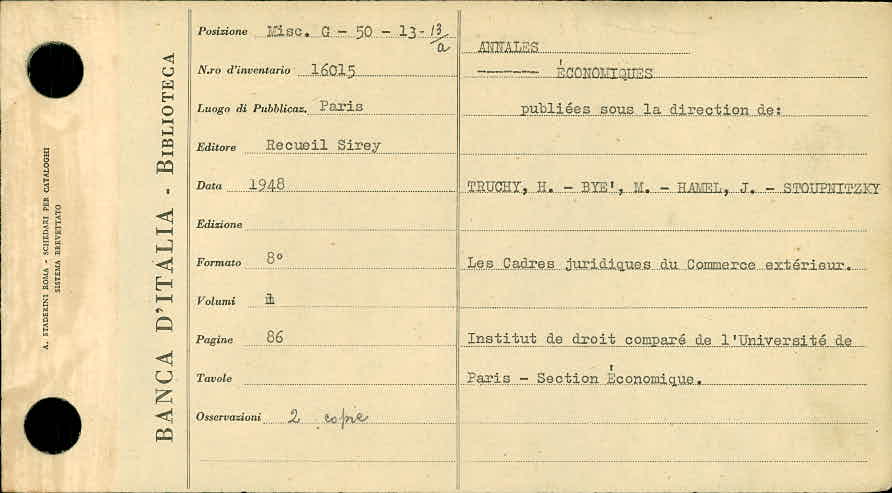 A. STADERINI ROMA - SCHEDARI PER CATALOGHI
SISTEMA BREVETTATO
BANCA D'ITALIA - BIBLIOTECA
Posizione Misc. G - 50 - 13-13/a
N.ro d'inventario 16015
Luogo di Pubblicaz. Paris
Editore Recueil Sirey
Data 1948
Edizione
Formato 8°
Volumi 1
Pagine 86
Tavole
Osservazioni 2 copie
ANNALES
------- ÉCONOMIQUES
publiées sous la direction de:
TRUCHY, H. - BYE', M. - HAMEL, J. - STOUPNITZKY
Les Cadres juridiques du Commerce extérieur.
Institut de droit comparé de l'Université de
Paris - Section Économique.